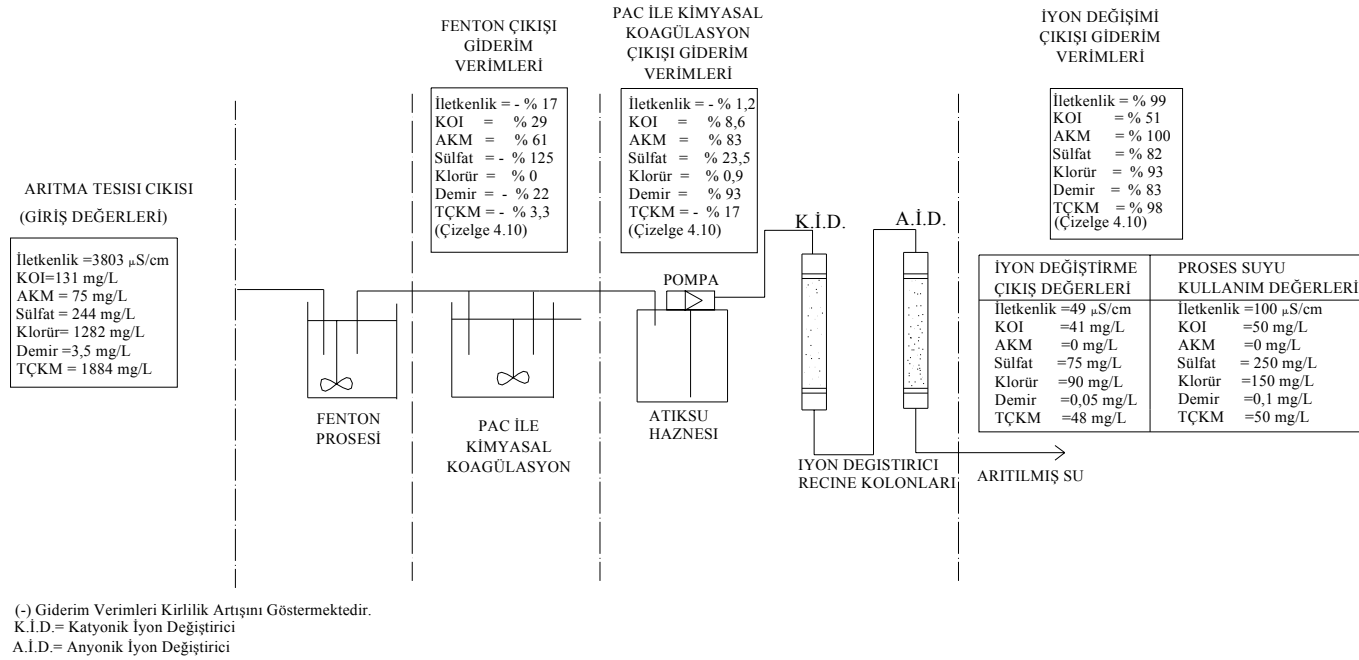 FENTON ÇIKIŞI
GİDERİM
VERİMLERİ
İletkenlik = - % 17
KOI = % 29
AKM = % 61
Sülfat = - % 125
Klorür = % 0
Demir = - % 22
TÇKM = - % 3,3
(Çizelge 4.10)
PAC İLE KİMYASAL
KOAGÜLASYON
ÇIKIŞI GİDERİM
VERİMLERİ
İletkenlik = - % 1,2
KOI = % 8,6
AKM = % 83
Sülfat = % 23,5
Klorür = % 0,9
Demir = % 93
TÇKM = - % 17
(Çizelge 4.10)
İYON DEĞİŞİMİ
ÇIKIŞI GİDERİM
VERİMLERİ
İletkenlik = % 99
KOI = % 51
AKM = % 100
Sülfat = % 82
Klorür = % 93
Demir = % 83
TÇKM = % 98
(Çizelge 4.10)
ARITMA TESISI CIKISI
(GİRİŞ DEĞERLERİ)
İletkenlik =3803 µS/cm
KOI=131 mg/L
AKM = 75 mg/L
Sülfat = 244 mg/L
Klorür= 1282 mg/L
Demir =3,5 mg/L
TÇKM = 1884 mg/L
FENTON
PROSESİ
PAC İLE
KİMYASAL
KOAGÜLASYON
POMPA
ATIKSU
HAZNESI
K.İ.D.
A.İ.D.
IYON DEGISTIRICI
RECINE KOLONLARI
İYON DEĞİŞTİRME
ÇIKIŞ DEĞERLERİ
İletkenlik =49 µS/cm
KOI =41 mg/L
AKM =0 mg/L
Sülfat =75 mg/L
Klorür =90 mg/L
Demir =0,05 mg/L
TÇKM =48 mg/L
PROSES SUYU
KULLANIM DEĞERLERİ
İletkenlik =100 µS/cm
KOI =50 mg/L
AKM =0 mg/L
Sülfat = 250 mg/L
Klorür =150 mg/L
Demir =0,1 mg/L
TÇKM =50 mg/L
ARITILMIŞ SU
(-) Giderim Verimleri Kirlilik Artışını Göstermektedir.
K.İ.D.= Katyonik İyon Değiştirici
A.İ.D.= Anyonik İyon Değiştirici